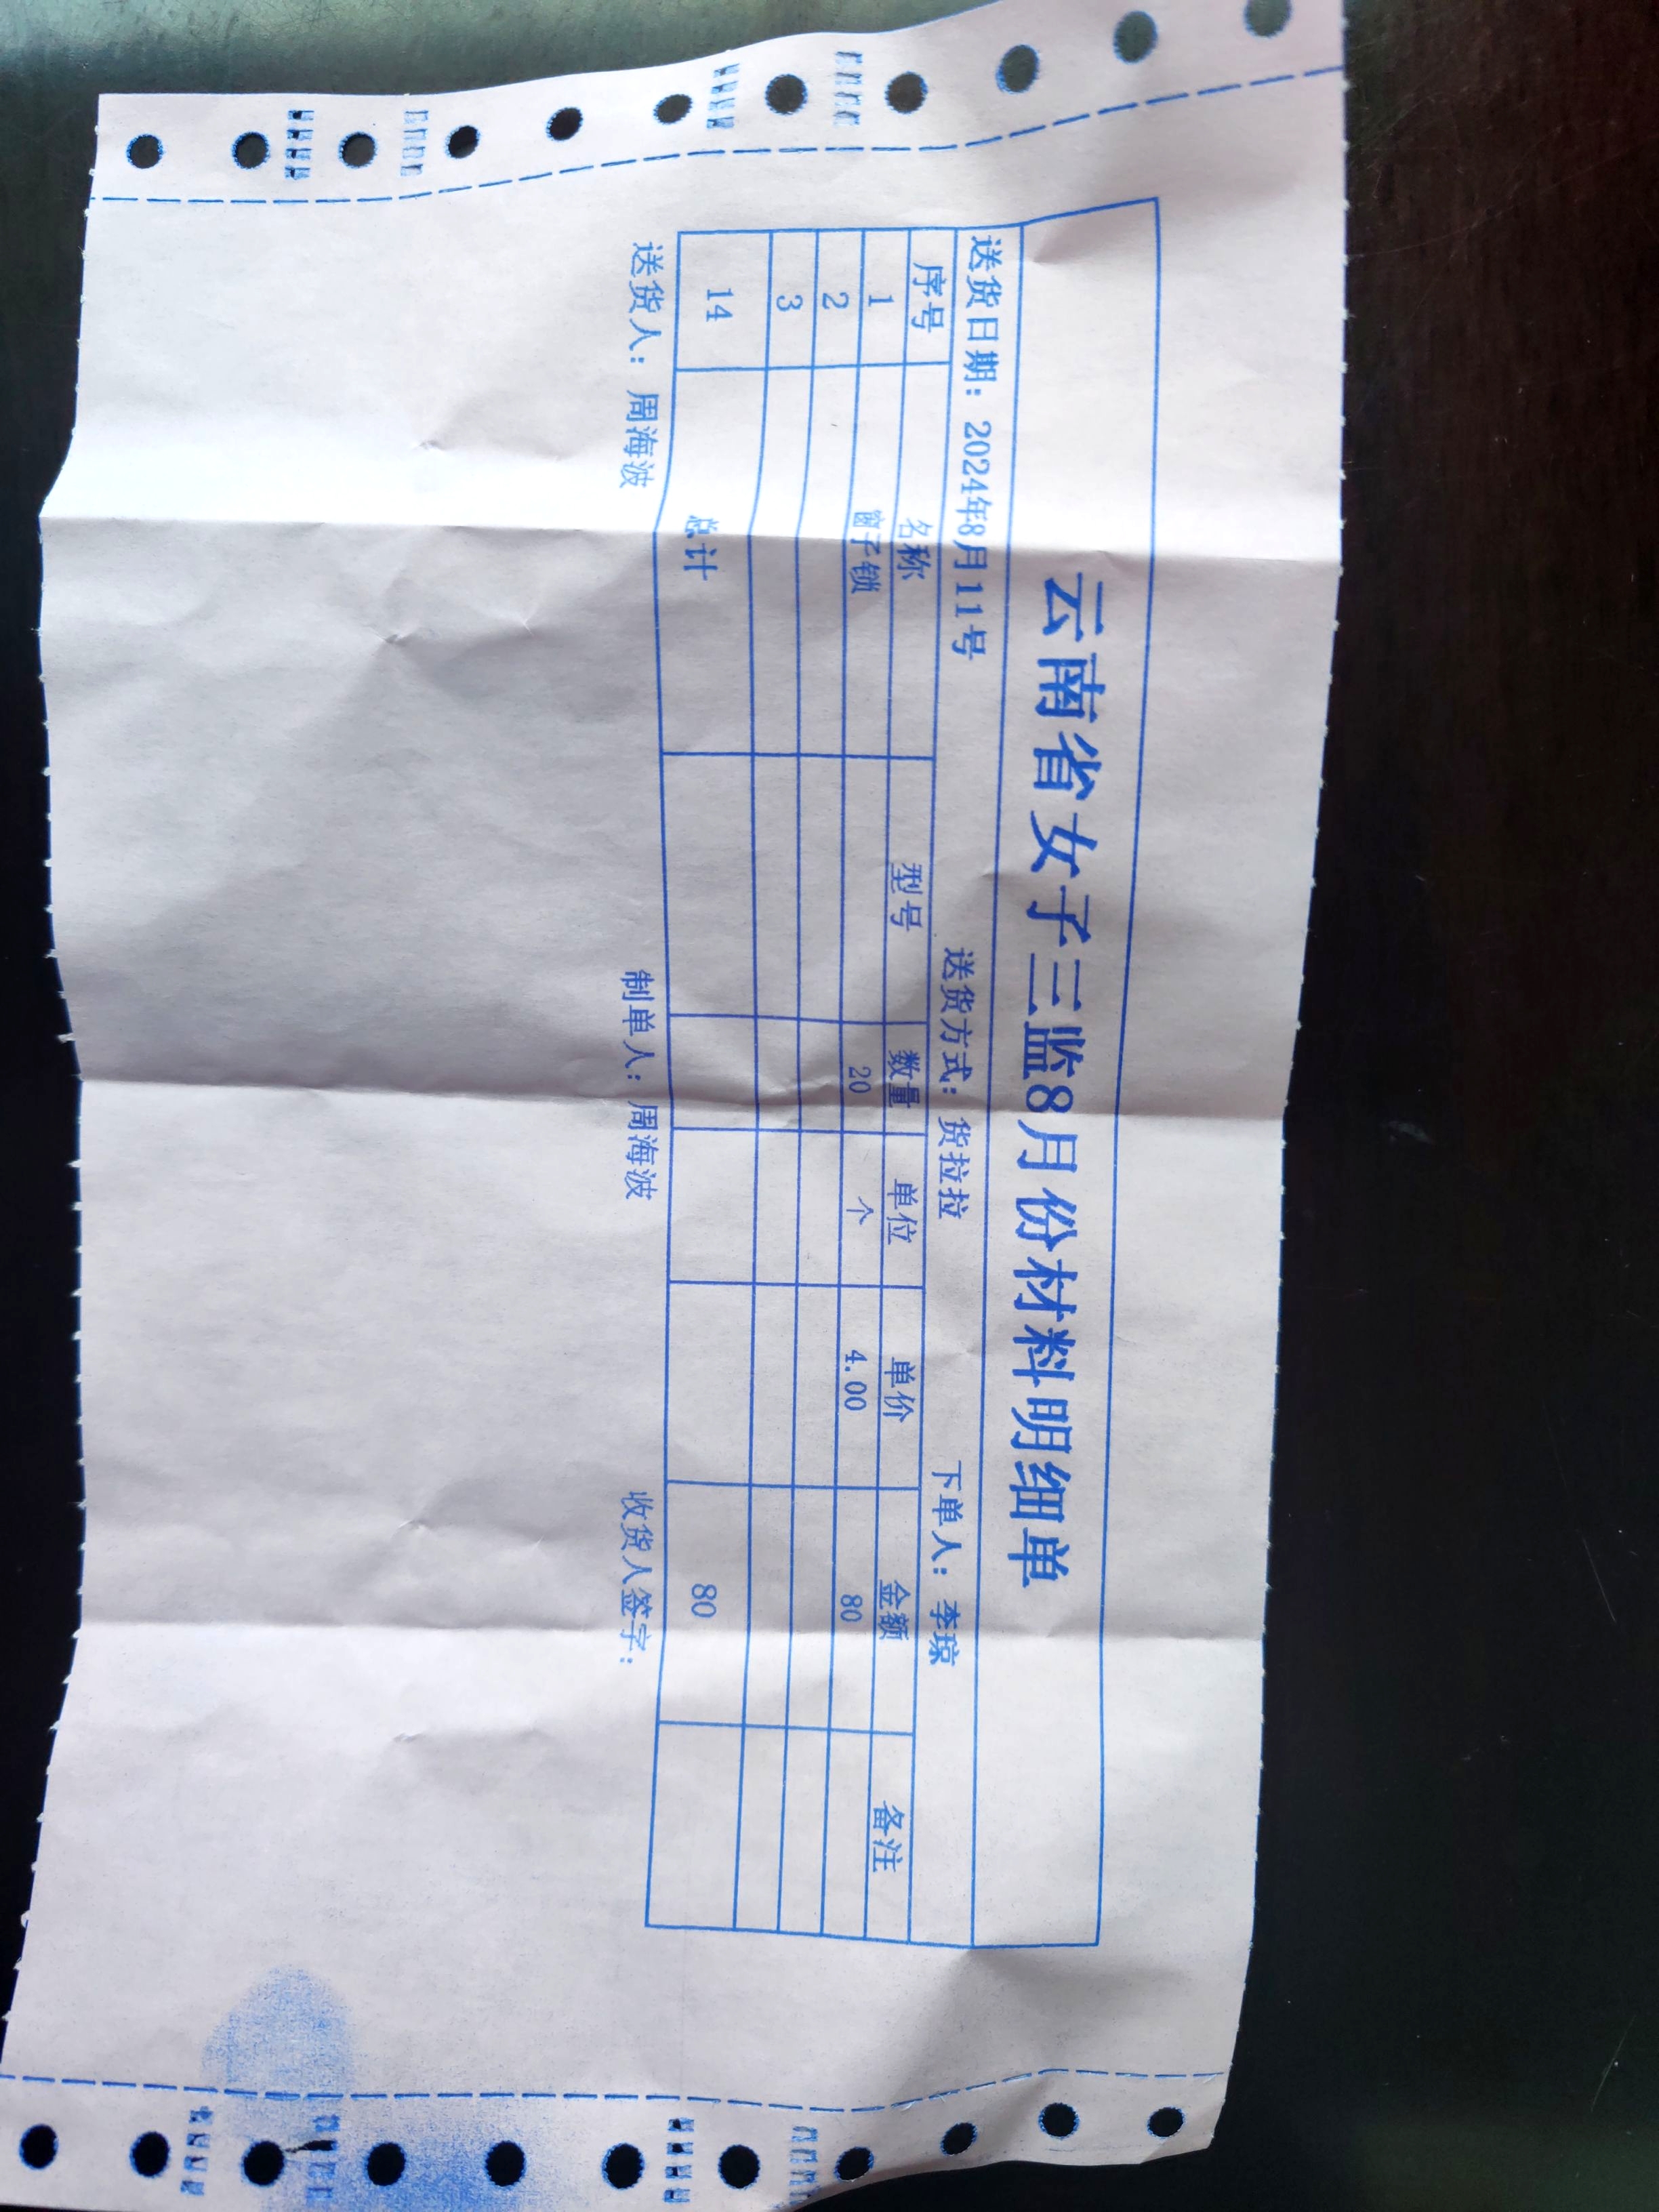 云南省女子三监8月份材料明细单
送货日期：2024年8月11号 送货方式：货拉拉 下单人：李琼
序号 名称 型号 数量 单位 单价 金额 备注
1 窗子锁 20 个 4.00 80
2
3
14 总计 80
送货人：周海波 制单人：周海波 收货人签字：